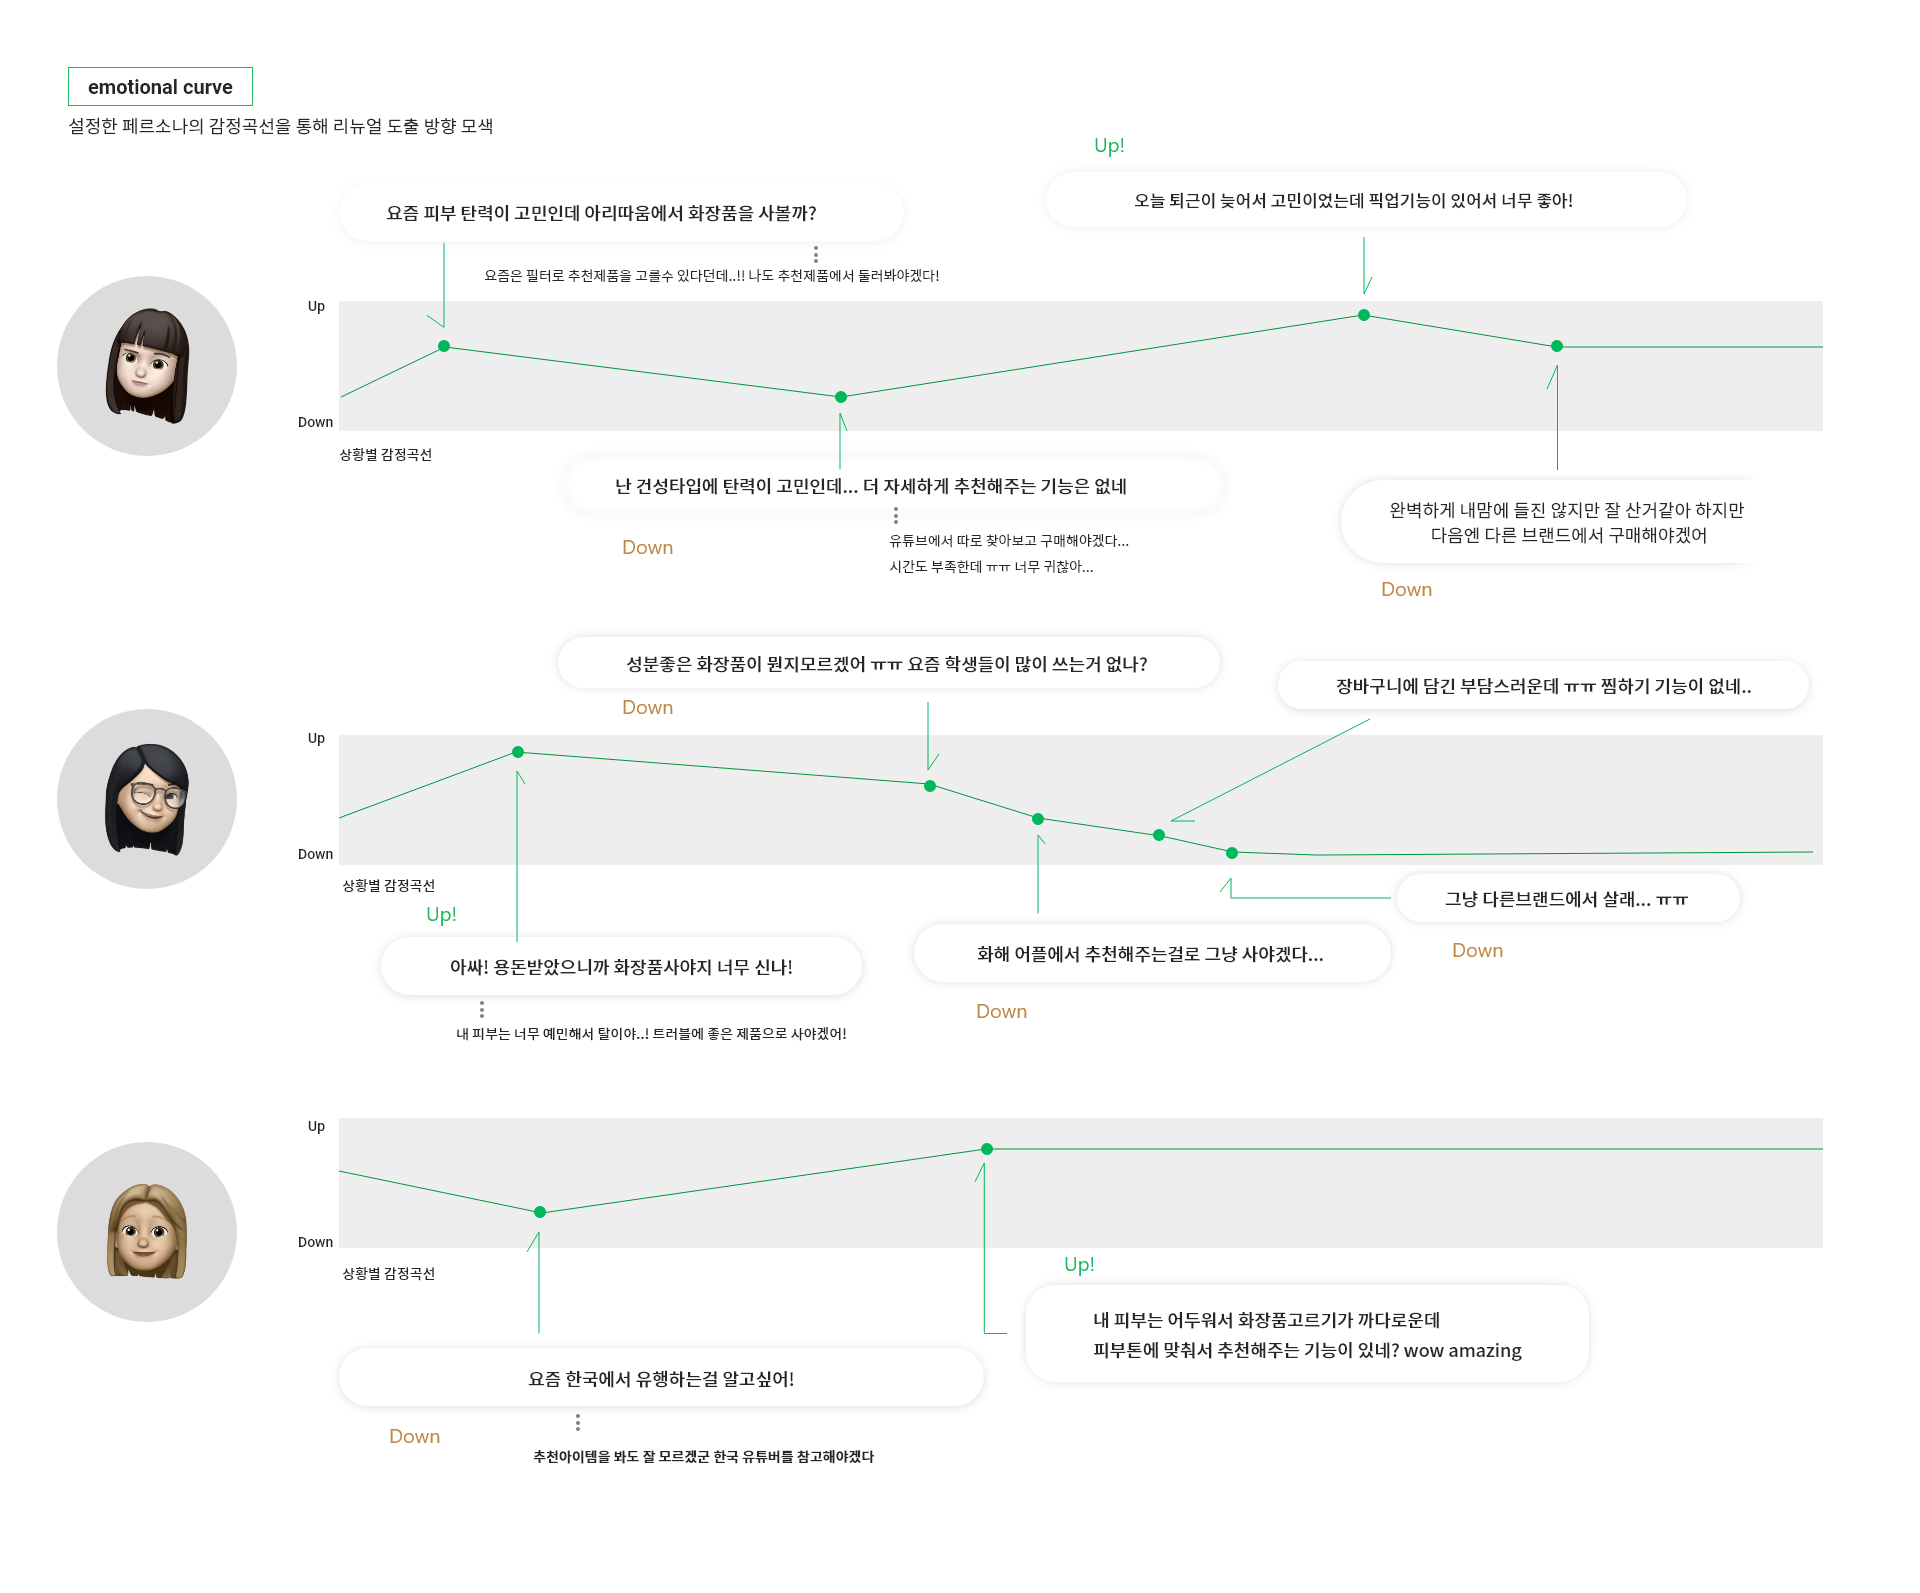 emotional curve
설정한 페르소나의 감정곡선을 통해 리뉴얼 도출 방향 모색
Up!
요즘 피부 탄력이 고민인데 아리따움에서 화장품을 사볼까?
오늘 퇴근이 늦어서 고민이었는데 픽업기능이 있어서 너무 좋아!
요즘은 필터로 추천제품을 고를수 있다던데..!! 나도 추천제품에서 둘러봐야겠다!
Up
Down
상황별 감정곡선
난 건성타입에 탄력이 고민인데... 더 자세하게 추천해주는 기능은 없네
Down
유튜브에서 따로 찾아보고 구매해야겠다...
시간도 부족한데 ㅠㅠ 너무 귀찮아...
완벽하게 내맘에 들진 않지만 잘 산거같아 하지만
다음엔 다른 브랜드에서 구매해야겠어
Down
성분좋은 화장품이 뭔지모르겠어 ㅠㅠ 요즘 학생들이 많이 쓰는거 없나?
Down
장바구니에 담긴 부담스러운데 ㅠㅠ 찜하기 기능이 없네..
Up
Down
상황별 감정곡선
Up!
아싸! 용돈받았으니까 화장품사야지 너무 신나!
내 피부는 너무 예민해서 탈이야..! 트러블에 좋은 제품으로 사야겠어!
화해 어플에서 추천해주는걸로 그냥 사야겠다...
Down
그냥 다른브랜드에서 살래... ㅠㅠ
Down
Up
Down
상황별 감정곡선
Up!
내 피부는 어두워서 화장품고르기가 까다로운데
피부톤에 맞춰서 추천해주는 기능이 있네? wow amazing
요즘 한국에서 유행하는걸 알고싶어!
Down
추천아이템을 봐도 잘 모르겠군 한국 유튜버를 참고해야겠다